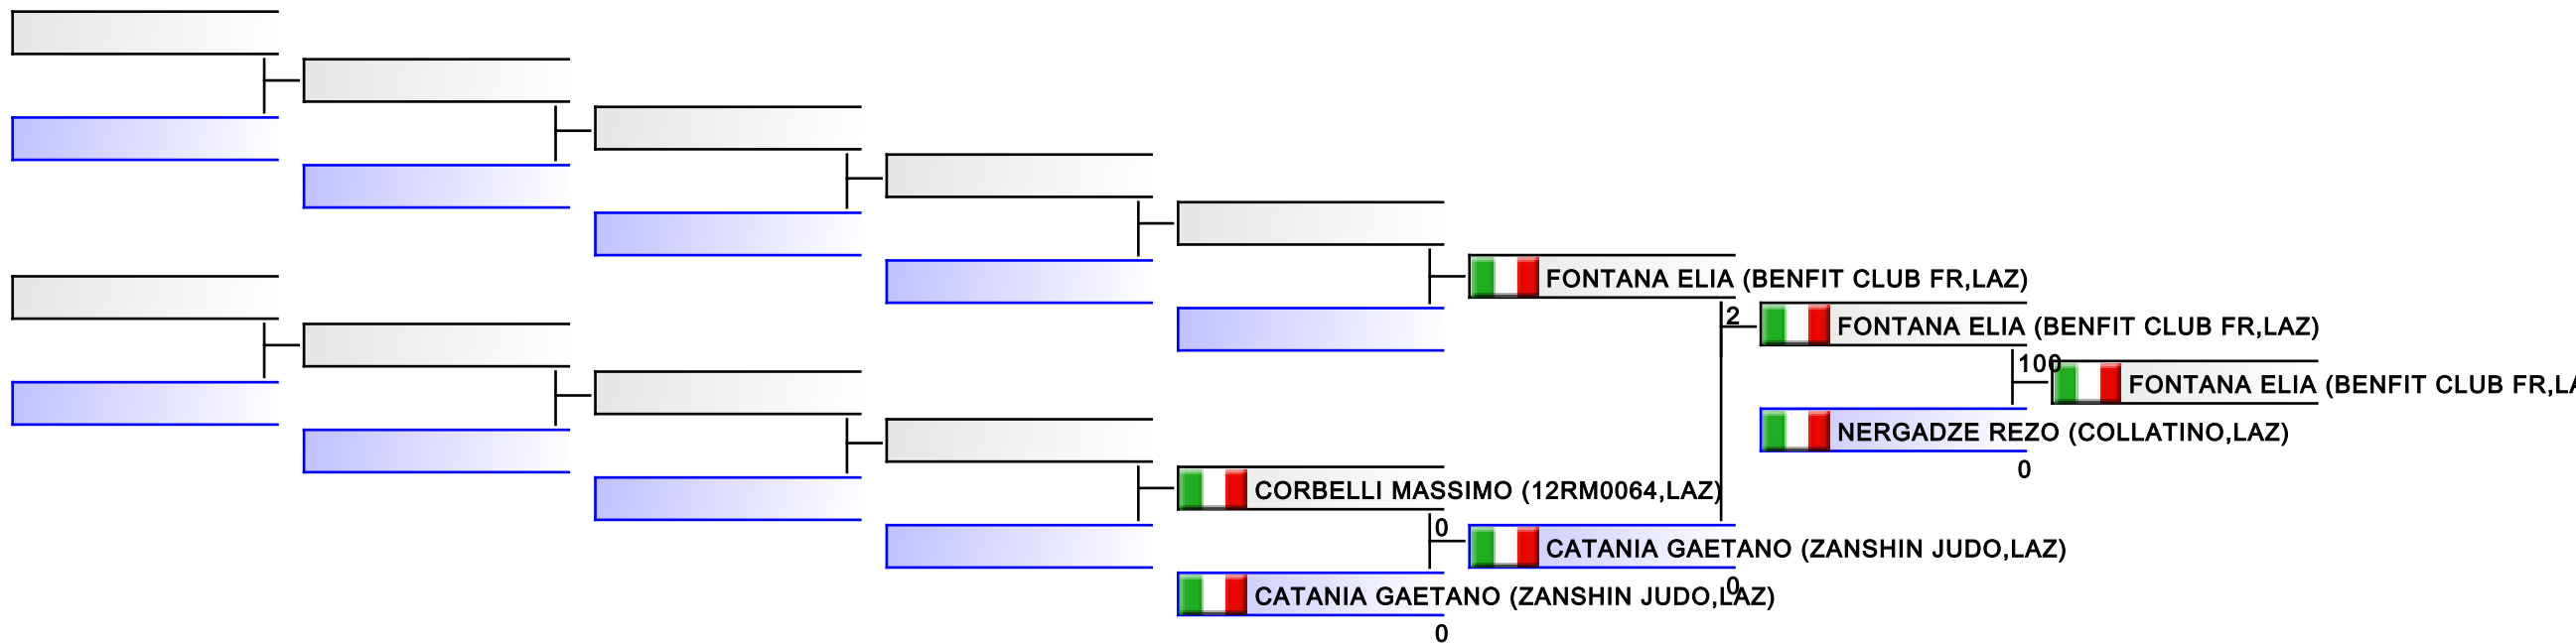 FONTANA ELIA (BENFIT CLUB FR,LAZ)
2
FONTANA ELIA (BENFIT CLUB FR,LAZ)
100
FONTANA ELIA (BENFIT CLUB FR,LA
NERGADZE REZO (COLLATINO,LAZ)
0
CORBELLI MASSIMO (12RM0064,LAZ)
0
CATANIA GAETANO (ZANSHIN JUDO,LAZ)
0
CATANIA GAETANO (ZANSHIN JUDO,LAZ)
0